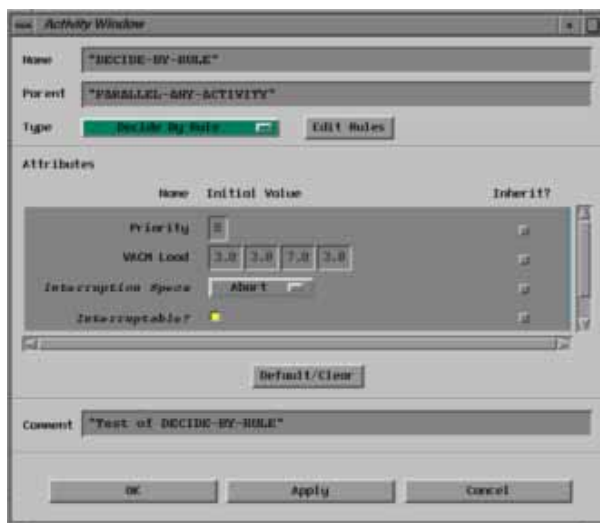 Activity Window
Name "DECIDE-BY-RULE"
Parent "PARALLEL-ANY-ACTIVITY"
Type Decide By Rule Edit Rules
Attributes
Name Initial Value Inherit?
Priority
VACM Load 3.0 3.0 7.0 3.0
Interruption Specs Abort
Interruptable?
Default/Clear
Comment "Test of DECIDE-BY-RULE"
OK Apply Cancel